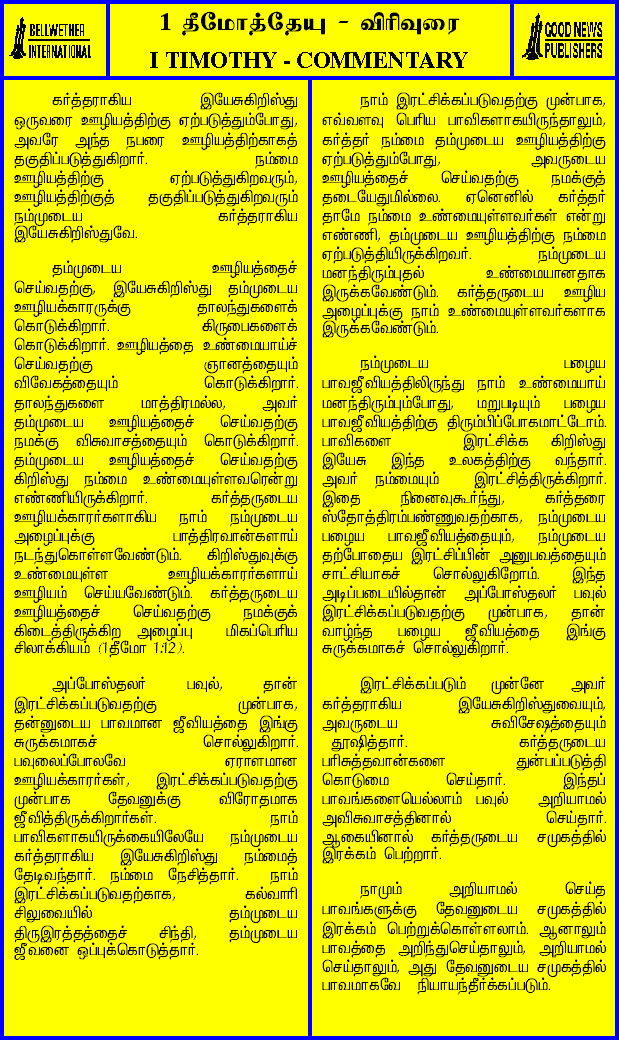 BELLWETHER
INTERNATIONAL
1 தீமோத்தேயு - விரிவுரை
I TIMOTHY - COMMENTARY
GOOD NEWS
PUBLISHERS
கர்த்தராகிய இயேசுகிறிஸ்து
ஒருவரை ஊழியத்திற்கு ஏற்படுத்தும்போது,
அவரே அந்த நபரை ஊழியத்திற்காகத்
தகுதிப்படுத்துகிறார். நம்மை
ஊழியத்திற்கு ஏற்படுத்துகிறவரும்,
ஊழியத்திற்குத் தகுதிப்படுத்துகிறவரும்
நம்முடைய கர்த்தராகிய
இயேசுகிறிஸ்துவே.
தம்முடைய ஊழியத்தைச்
செய்வதற்கு, இயேசுகிறிஸ்து தம்முடைய
ஊழியக்காரருக்கு தாலந்துகளைக்
கொடுக்கிறார். கிருபைகளைக்
கொடுக்கிறார். ஊழியத்தை உண்மையாய்ச்
செய்வதற்கு ஞானத்தையும்
விவேகத்தையும் கொடுக்கிறார்.
தாலந்துகளை மாத்திரமல்ல, அவர்
தம்முடைய ஊழியத்தைச் செய்வதற்கு
நமக்கு விசுவாசத்தையும் கொடுக்கிறார்.
தம்முடைய ஊழியத்தைச் செய்வதற்கு
கிறிஸ்து நம்மை உண்மையுள்ளவரென்று
எண்ணியிருக்கிறார். கர்த்தருடைய
ஊழியக்காரர்களாகிய நாம் நம்முடைய
அழைப்புக்கு பாத்திரவான்களாய்
நடந்துகொள்ளவேண்டும். கிறிஸ்துவுக்கு
உண்மையுள்ள ஊழியக்காரர்களாய்
ஊழியம் செய்யவேண்டும். கர்த்தருடைய
ஊழியத்தைச் செய்வதற்கு நமக்குக்
கிடைத்திருக்கிற அழைப்பு மிகப்பெரிய
சிலாக்கியம் (1தீமோ 1:12).
அப்போஸ்தலர் பவுல், தான்
இரட்சிக்கப்படுவதற்கு முன்பாக,
தன்னுடைய பாவமான ஜீவியத்தை இங்கு
சுருக்கமாகச் சொல்லுகிறார்.
பவுலைப்போலவே ஏராளமான
ஊழியக்காரர்கள், இரட்சிக்கப்படுவதற்கு
முன்பாக தேவனுக்கு விரோதமாக
ஜீவித்திருக்கிறார்கள். நாம்
பாவிகளாகயிருக்கையிலேயே நம்முடைய
கர்த்தராகிய இயேசுகிறிஸ்து நம்மைத்
தேடிவந்தார். நம்மை நேசித்தார். நாம்
இரட்சிக்கப்படுவதற்காக, கல்வாரி
சிலுவையில் தம்முடைய
திருஇரத்தத்தைச் சிந்தி, தம்முடைய
ஜீவனை ஒப்புக்கொடுத்தார்.
நாம் இரட்சிக்கப்படுவதற்கு முன்பாக,
எவ்வளவு பெரிய பாவிகளாகயிருந்தாலும்,
கர்த்தர் நம்மை தம்முடைய ஊழியத்திற்கு
ஏற்படுத்தும்போது, அவருடைய
ஊழியத்தைச் செய்வதற்கு நமக்குத்
தடையேதுமில்லை. ஏனெனில் கர்த்தர்
தாமே நம்மை உண்மையுள்ளவர்கள் என்று
எண்ணி, தம்முடைய ஊழியத்திற்கு நம்மை
ஏற்படுத்தியிருக்கிறவர். நம்முடைய
மனந்திரும்புதல் உண்மையானதாக
இருக்கவேண்டும். கர்த்தருடைய ஊழிய
அழைப்புக்கு நாம் உண்மையுள்ளவர்களாக
இருக்கவேண்டும்.
நம்முடைய பழைய
பாவஜீவியத்திலிருந்து நாம் உண்மையாய்
மனந்திரும்பும்போது, மறுபடியும் பழைய
பாவஜீவியத்திற்கு திரும்பிப்போகமாட்டோம்.
பாவிகளை இரட்சிக்க கிறிஸ்து
இயேசு இந்த உலகத்திற்கு வந்தார்.
அவர் நம்மையும் இரட்சித்திருக்கிறார்.
இதை நினைவுகூர்ந்து, கர்த்தரை
ஸ்தோத்திரம்பண்ணுவதற்காக, நம்முடைய
பழைய பாவஜீவியத்தையும், நம்முடைய
தற்போதைய இரட்சிப்பின் அனுபவத்தையும்
சாட்சியாகச் சொல்லுகிறோம். இந்த
அடிப்படையில்தான் அப்போஸ்தலர் பவுல்
இரட்சிக்கப்படுவதற்கு முன்பாக, தான்
வாழ்ந்த பழைய ஜீவியத்தை இங்கு
சுருக்கமாகச் சொல்லுகிறார்.
இரட்சிக்கப்படும் முன்னே அவர்
கர்த்தராகிய இயேசுகிறிஸ்துவையும்,
அவருடைய சுவிசேஷத்தையும்
தூஷித்தார். கர்த்தருடைய
பரிசுத்தவான்களை துன்பப்படுத்தி
கொடுமை செய்தார். இந்தப்
பாவங்களையெல்லாம் பவுல் அறியாமல்
அவிசுவாசத்தினால் செய்தார்.
ஆகையினால் கர்த்தருடைய சமுகத்தில்
இரக்கம் பெற்றார்.
நாமும் அறியாமல் செய்த
பாவங்களுக்கு தேவனுடைய சமுகத்தில்
இரக்கம் பெற்றுக்கொள்ளலாம். ஆனாலும்
பாவத்தை அறிந்துசெய்தாலும், அறியாமல்
செய்தாலும், அது தேவனுடைய சமுகத்தில்
பாவமாகவே நியாயந்தீர்க்கப்படும்.